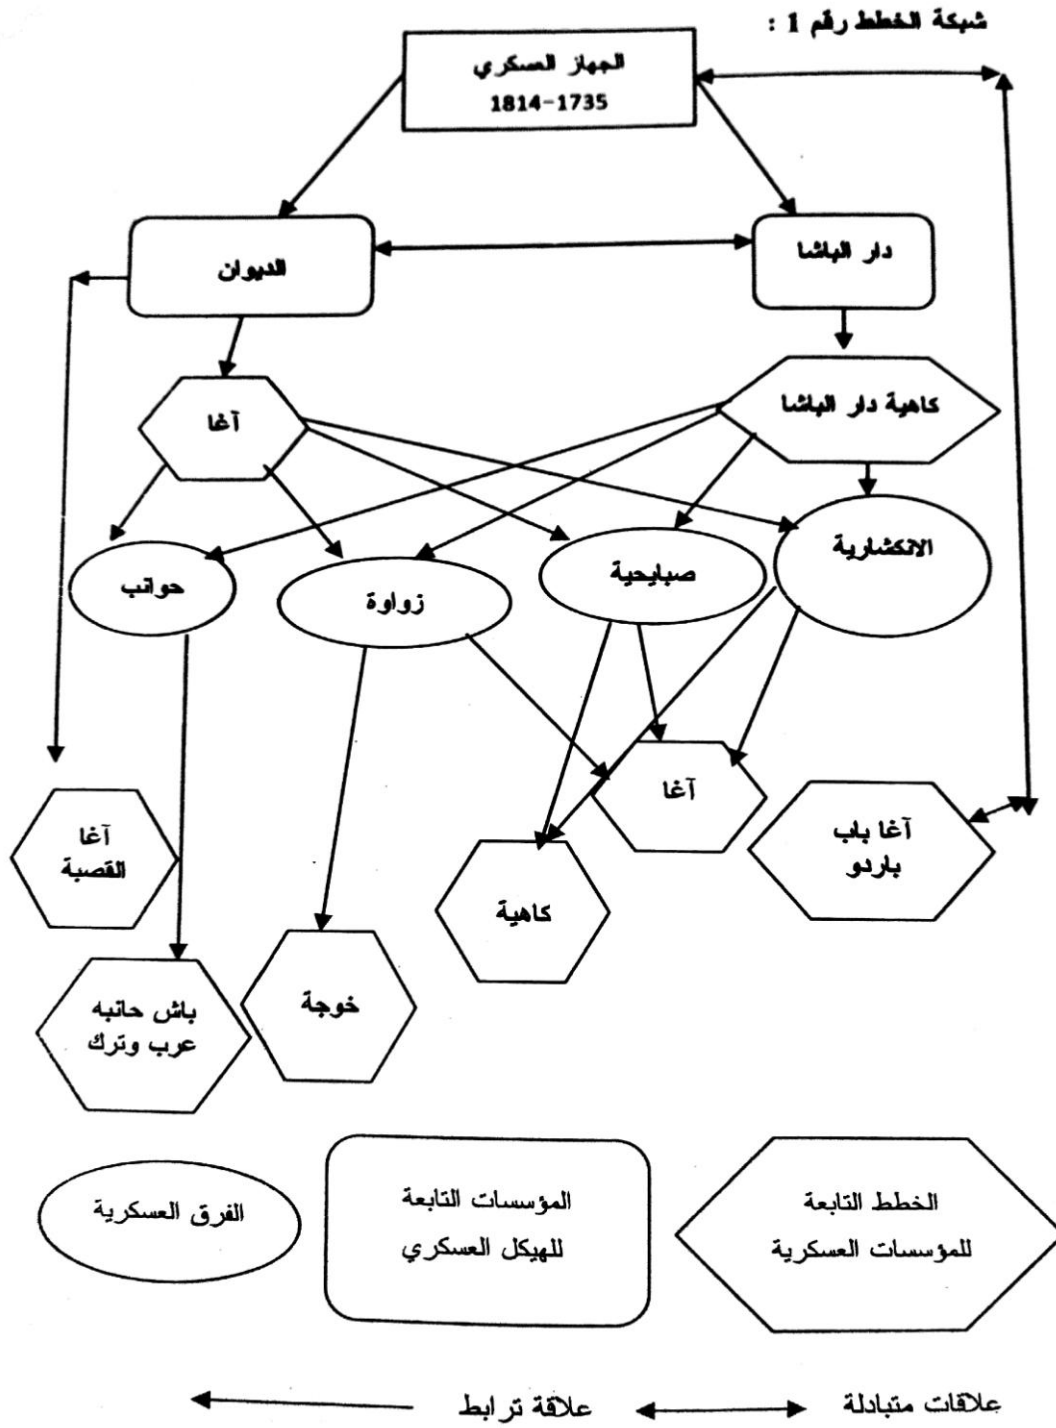 شبكة الخطط رقم 1 :
الجهاز العسكري
1814-1735
دار الباشا
الديوان
كاهية دار الباشا
آغا
الانكشارية
صبايحية
زواوة
حوانب
آغا
آغا باب
باردو
آغا
القصبة
كاهية
خوجة
باش حانبه
عرب وترك
الخطط التابعة
للمؤسسات العسكرية
المؤسسات التابعة
للهيكل العسكري
الفرق العسكرية
علاقات متبادلة
علاقة ترابط